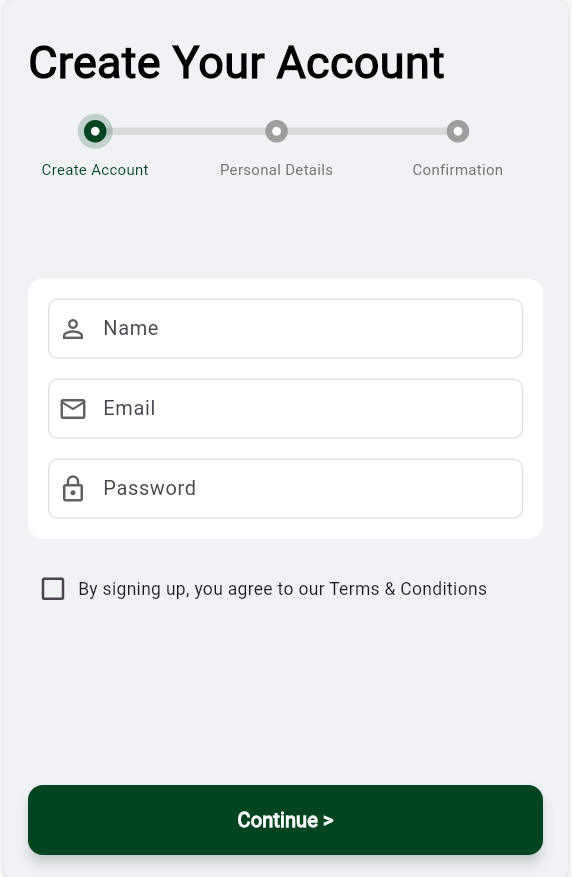 Create Your Account
Create Account Personal Details Confirmation
Name
Email
Password
By signing up, you agree to our Terms & Conditions
Continue >